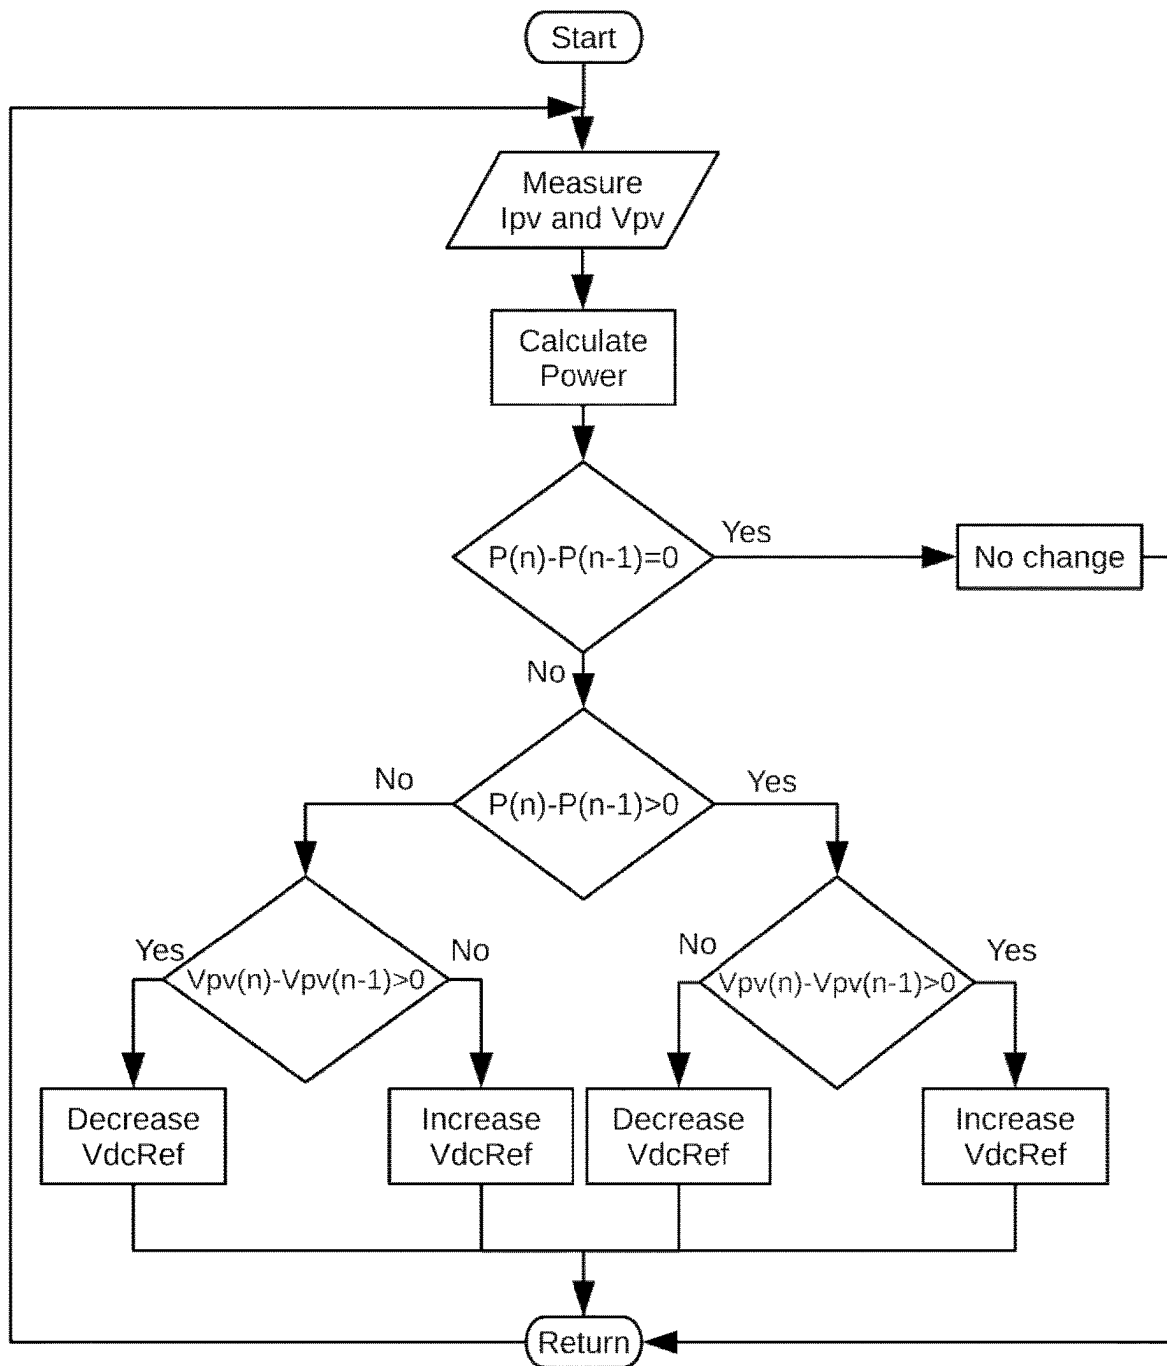 Start
Measure
Ipv and Vpv
Calculate
Power
P(n)-P(n-1)=0
Yes
No change
No
P(n)-P(n-1)>0
No
Yes
Vpv(n)-Vpv(n-1)>0
Yes
No
Vpv(n)-Vpv(n-1)>0
No
Yes
Decrease
VdcRef
Increase
VdcRef
Decrease
VdcRef
Increase
VdcRef
Return